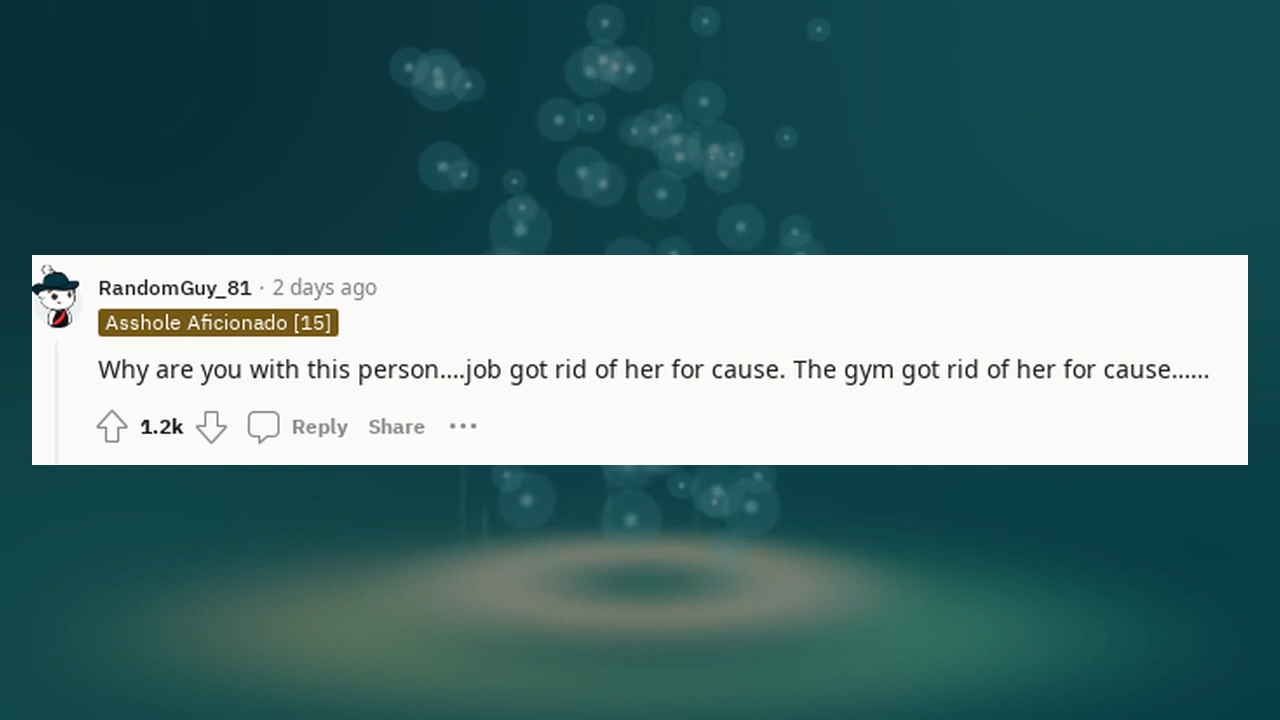 RandomGuy_81 · 2 days ago
Asshole Aficionado [15]
Why are you with this person....job got rid of her for cause. The gym got rid of her for cause......
1.2k Reply Share •••